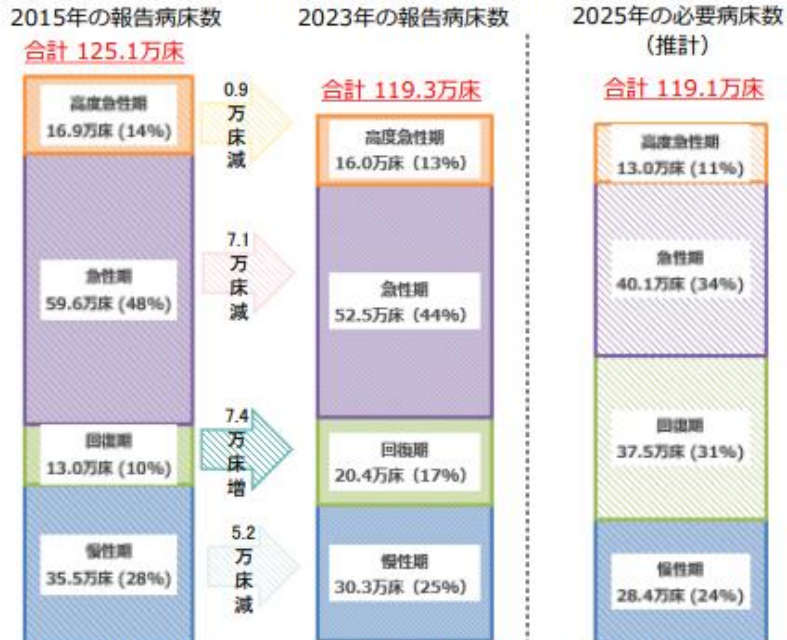 2015年の報告病床数
合計 125.1万床
高度急性期
16.9万床 (14%)
急性期
59.6万床 (48%)
回復期
13.0万床 (10%)
慢性期
35.5万床 (28%)
0.9
万
床
減
7.1
万
床
減
7.4
万
床
増
5.2
万
床
減
2023年の報告病床数
合計 119.3万床
高度急性期
16.0万床（13%）
急性期
52.5万床（44%）
回復期
20.4万床（17%）
慢性期
30.3万床（25%）
2025年の必要病床数
（推計）
合計 119.1万床
高度急性期
13.0万床 (11%)
急性期
40.1万床 (34%)
回復期
37.5万床 (31%)
慢性期
28.4万床 (24%)